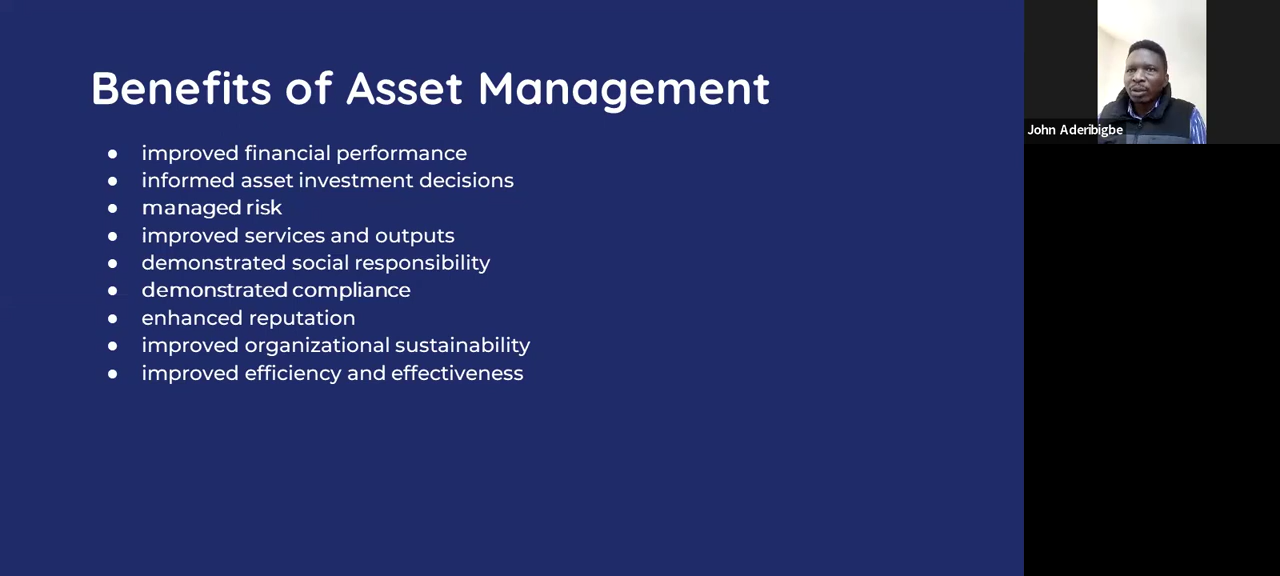 Benefits of Asset Management
● improved financial performance
● informed asset investment decisions
● managed risk
● improved services and outputs
● demonstrated social responsibility
● demonstrated compliance
● enhanced reputation
● improved organizational sustainability
● improved efficiency and effectiveness
John Aderibigbe